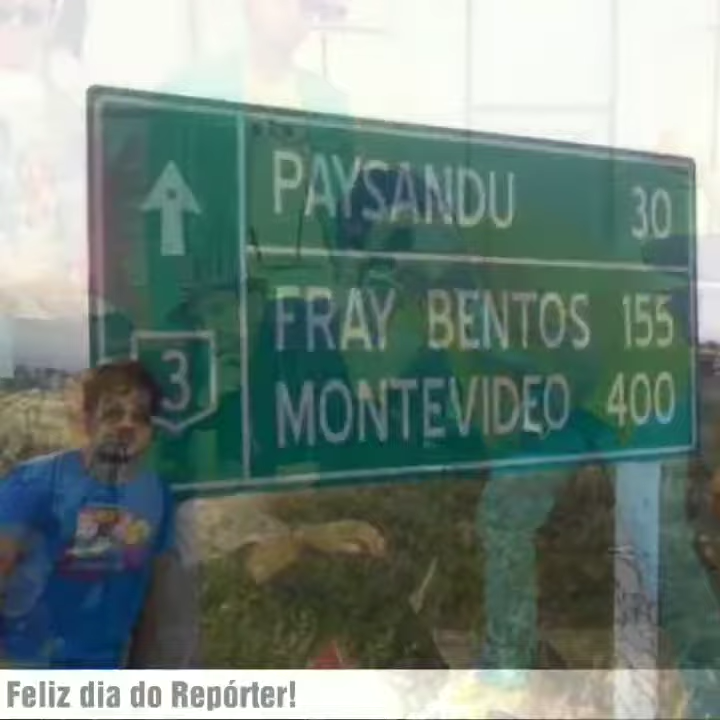 PAYSANDU 30
FRAY BENTOS 155
MONTEVIDEO 400
3
Feliz dia do Repórter!